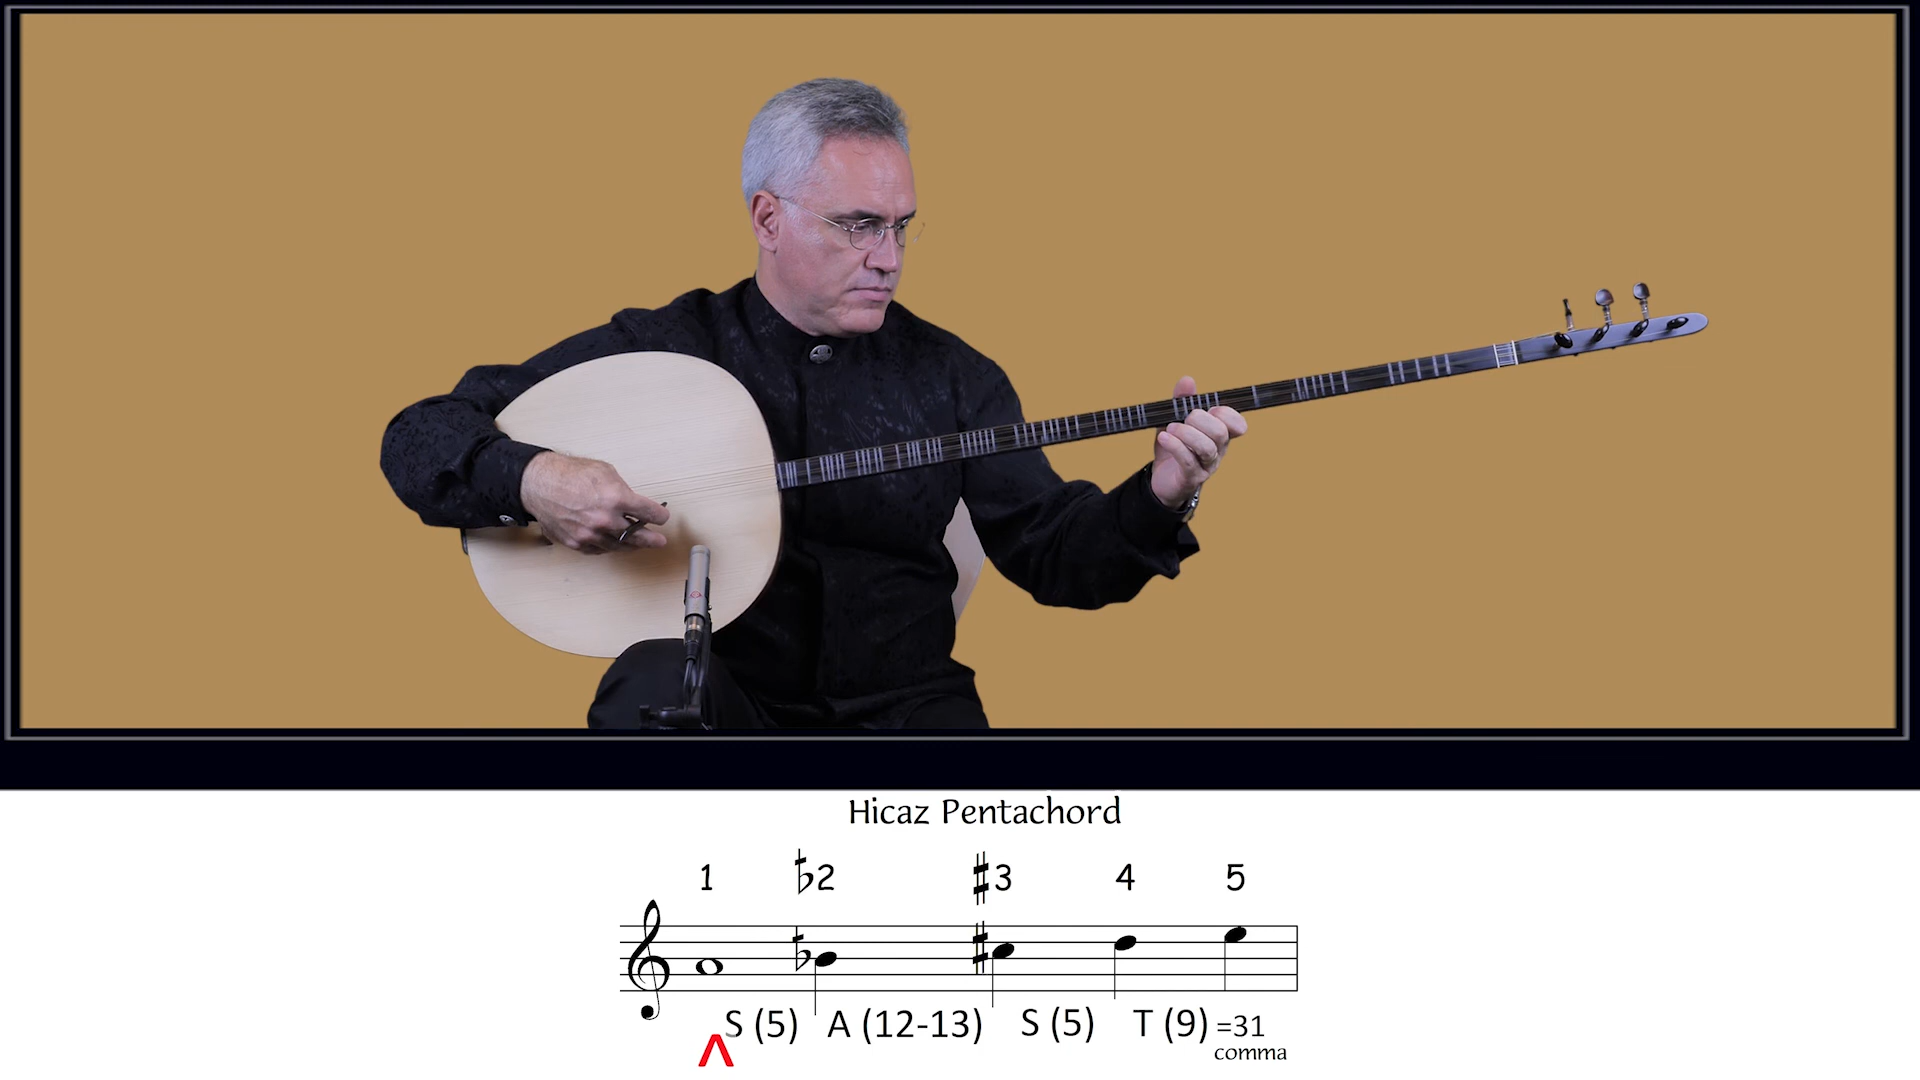 Hicaz Pentachord
1 ♭2 ♯3 4 5
S (5) A (12-13) S (5) T (9) =31
comma